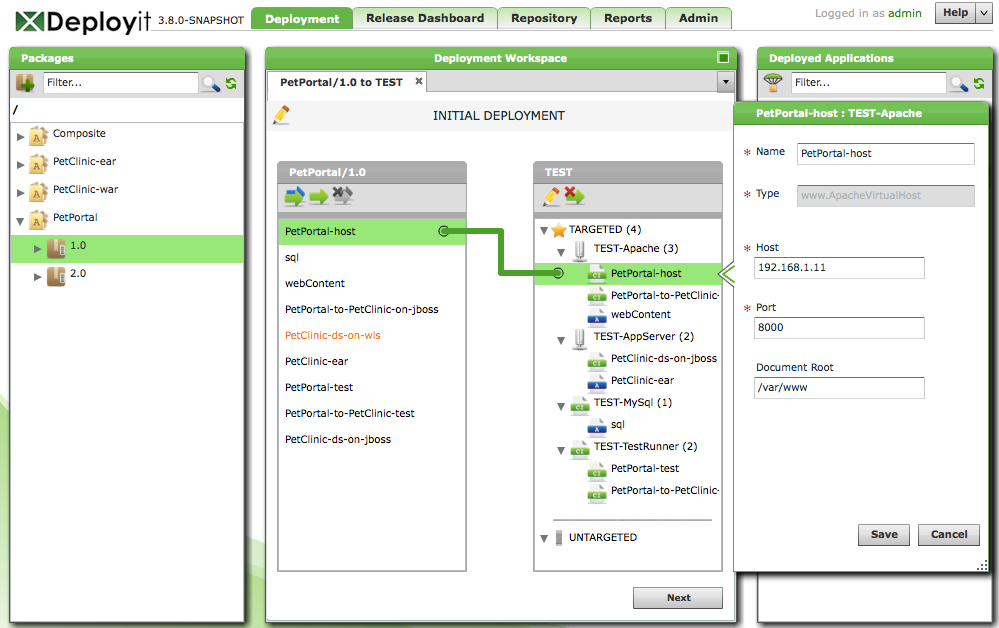 Deployit 3.8.0-SNAPSHOT
Deployment
Release Dashboard
Repository
Reports
Admin
Logged in as admin
Help
Packages
Filter...
/
Composite
PetClinic-ear
PetClinic-war
PetPortal
1.0
2.0
Deployment Workspace
PetPortal/1.0 to TEST
INITIAL DEPLOYMENT
PetPortal/1.0
PetPortal-host
sql
webContent
PetPortal-to-PetClinic-on-jboss
PetClinic-ds-on-wls
PetClinic-ear
PetPortal-test
PetPortal-to-PetClinic-test
PetClinic-ds-on-jboss
TEST
TARGETED (4)
TEST-Apache (3)
PetPortal-host
PetPortal-to-PetClinic-
webContent
TEST-AppServer (2)
PetClinic-ds-on-jboss
PetClinic-ear
TEST-MySql (1)
sql
TEST-TestRunner (2)
PetPortal-test
PetPortal-to-PetClinic-
UNTARGETED
Next
Deployed Applications
Filter...
PetPortal-host : TEST-Apache
* Name PetPortal-host
* Type www.ApacheVirtualHost
* Host
192.168.1.11
* Port
8000
Document Root
/var/www
Save
Cancel